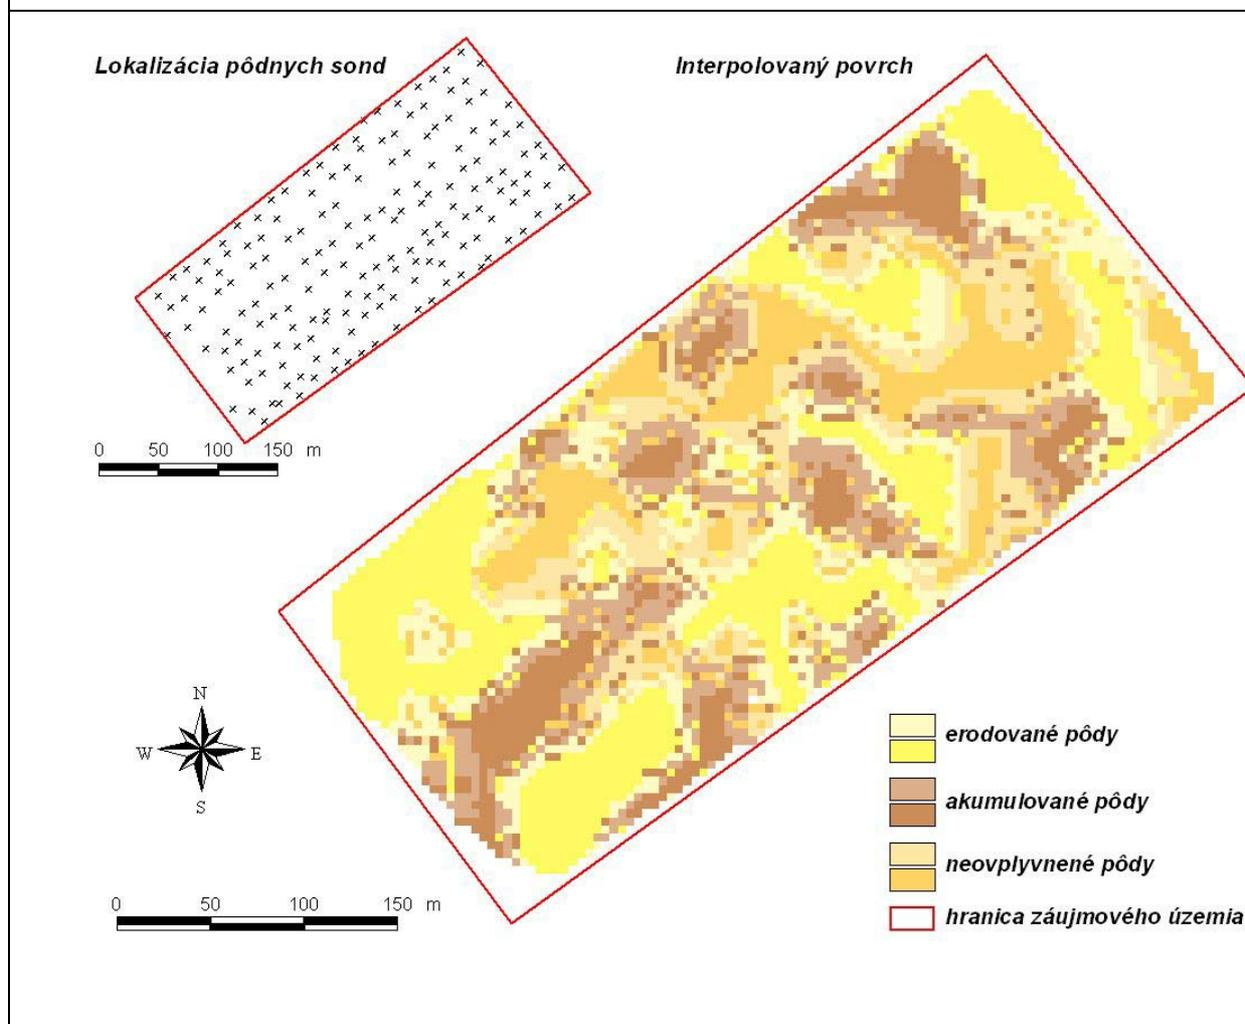 Lokalizácia pôdnych sond
Interpolovaný povrch
0 50 100 150 m
N
W E
S
0 50 100 150 m
erodované pôdy
akumulované pôdy
neovplyvnené pôdy
hranica záujmového územia